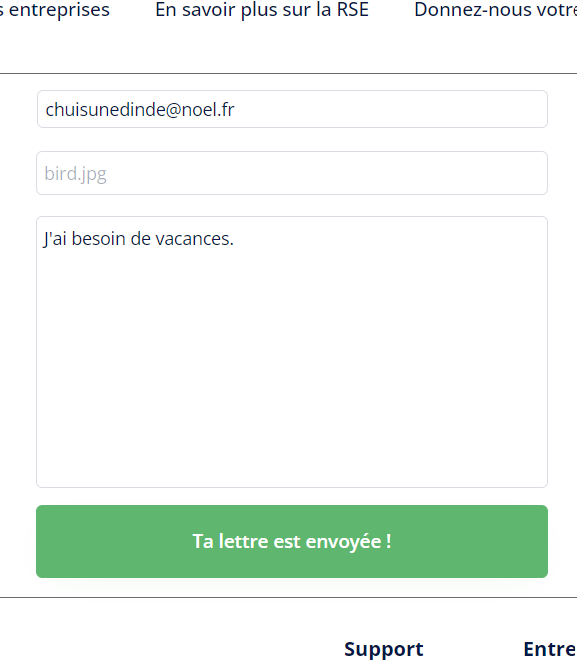 s entreprises En savoir plus sur la RSE Donnez-nous votre
chuisunedinde@noel.fr
bird.jpg
J'ai besoin de vacances.
Ta lettre est envoyée !
Support Entre